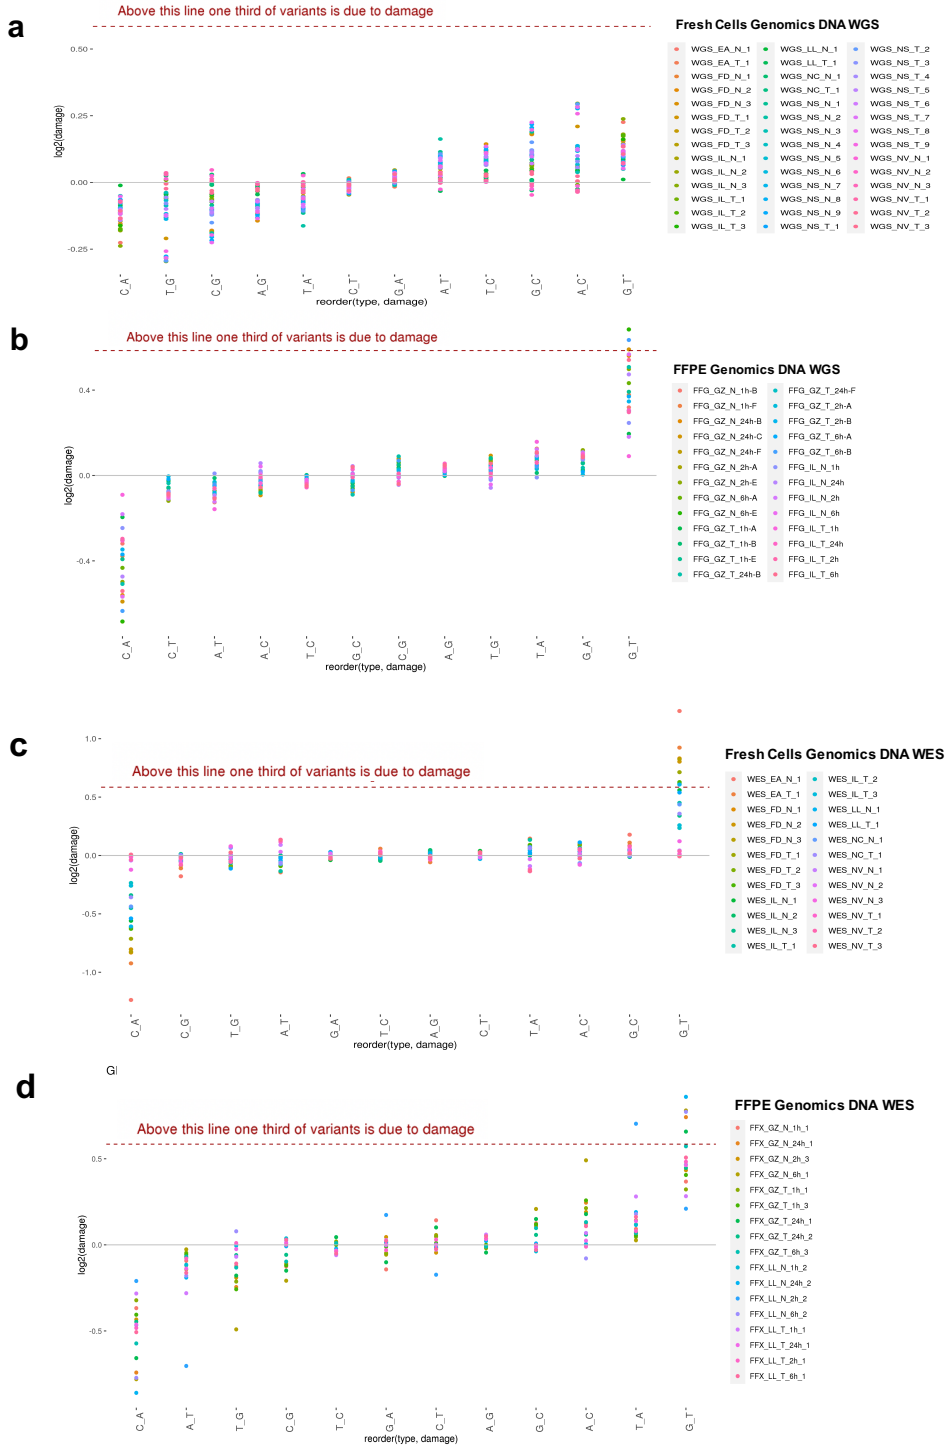 a
Above this line one third of variants is due to damage
Fresh Cells Genomics DNA WGS
log2(damage)
0.50
0.25
0.00
-0.25
C_A
T_G
C_G
A_G
T_A
C_T
G_A
A_T
T_C
G_C
A_C
G_T
reorder(type, damage)
WGS_EA_N_1 WGS_LL_N_1 WGS_NS_T_2
WGS_EA_T_1 WGS_LL_T_1 WGS_NS_T_3
WGS_FD_N_1 WGS_NC_N_1 WGS_NS_T_4
WGS_FD_N_2 WGS_NC_T_1 WGS_NS_T_5
WGS_FD_N_3 WGS_NS_N_1 WGS_NS_T_6
WGS_FD_T_1 WGS_NS_N_2 WGS_NS_T_7
WGS_FD_T_2 WGS_NS_N_3 WGS_NS_T_8
WGS_FD_T_3 WGS_NS_N_4 WGS_NS_T_9
WGS_IL_N_1 WGS_NS_N_5 WGS_NV_N_1
WGS_IL_N_2 WGS_NS_N_6 WGS_NV_N_2
WGS_IL_N_3 WGS_NS_N_7 WGS_NV_N_3
WGS_IL_T_1 WGS_NS_N_8 WGS_NV_T_1
WGS_IL_T_2 WGS_NS_N_9 WGS_NV_T_2
WGS_IL_T_3 WGS_NS_T_1 WGS_NV_T_3
b
Above this line one third of variants is due to damage
FFPE Genomics DNA WGS
log2(damage)
0.4
0.0
-0.4
C_A
C_T
A_T
A_C
T_C
G_C
C_G
A_G
T_G
T_A
G_A
G_T
reorder(type, damage)
FFG_GZ_N_1h-B FFG_GZ_T_24h-F
FFG_GZ_N_1h-F FFG_GZ_T_2h-A
FFG_GZ_N_24h-B FFG_GZ_T_2h-B
FFG_GZ_N_24h-C FFG_GZ_T_6h-A
FFG_GZ_N_24h-F FFG_GZ_T_6h-B
FFG_GZ_N_2h-A FFG_IL_N_1h
FFG_GZ_N_2h-E FFG_IL_N_24h
FFG_GZ_N_6h-A FFG_IL_N_2h
FFG_GZ_N_6h-E FFG_IL_N_6h
FFG_GZ_T_1h-A FFG_IL_T_1h
FFG_GZ_T_1h-B FFG_IL_T_24h
FFG_GZ_T_1h-E FFG_IL_T_2h
FFG_GZ_T_24h-B FFG_IL_T_6h
c
Above this line one third of variants is due to damage
Fresh Cells Genomics DNA WES
log2(damage)
1.0
0.5
0.0
-0.5
-1.0
C_A
C_G
T_G
A_T
G_A
T_C
A_G
C_T
T_A
A_C
G_C
G_T
reorder(type, damage)
WES_EA_N_1 WES_IL_T_2
WES_EA_T_1 WES_IL_T_3
WES_FD_N_1 WES_LL_N_1
WES_FD_N_2 WES_LL_T_1
WES_FD_N_3 WES_NC_N_1
WES_FD_T_1 WES_NC_T_1
WES_FD_T_2 WES_NV_N_1
WES_FD_T_3 WES_NV_N_2
WES_IL_N_1 WES_NV_N_3
WES_IL_N_2 WES_NV_T_1
WES_IL_N_3 WES_NV_T_2
WES_IL_T_1 WES_NV_T_3
d
Above this line one third of variants is due to damage
FFPE Genomics DNA WES
log2(damage)
0.5
0.0
-0.5
C_A
A_T
T_G
C_G
T_C
G_A
C_T
A_G
G_C
A_C
T_A
G_T
reorder(type, damage)
FFX_GZ_N_1h_1
FFX_GZ_N_24h_1
FFX_GZ_N_2h_3
FFX_GZ_N_6h_1
FFX_GZ_T_1h_1
FFX_GZ_T_1h_3
FFX_GZ_T_24h_1
FFX_GZ_T_24h_2
FFX_GZ_T_6h_3
FFX_LL_N_1h_2
FFX_LL_N_24h_2
FFX_LL_N_2h_2
FFX_LL_N_6h_2
FFX_LL_T_1h_1
FFX_LL_T_24h_1
FFX_LL_T_2h_1
FFX_LL_T_6h_1